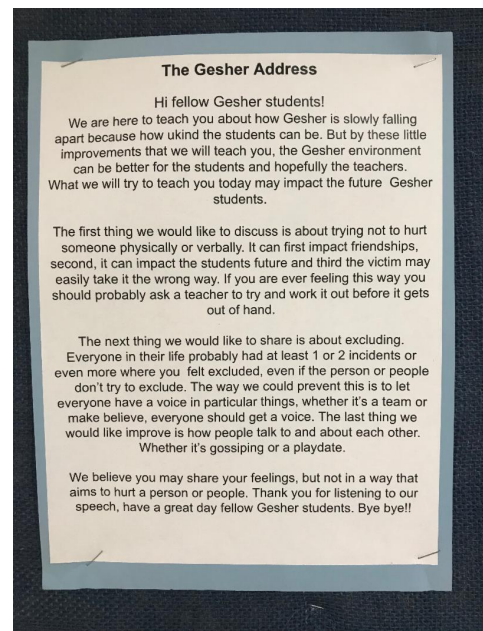 The Gesher Address
Hi fellow Gesher students!
We are here to teach you about how Gesher is slowly falling
apart because how ukind the students can be. But by these little
improvements that we will teach you, the Gesher environment
can be better for the students and hopefully the teachers.
What we will try to teach you today may impact the future  Gesher
students.
The first thing we would like to discuss is about trying not to hurt
someone physically or verbally. It can first impact friendships,
second, it can impact the students future and third the victim may
easily take it the wrong way. If you are ever feeling this way you
should probably ask a teacher to try and work it out before it gets
out of hand.
The next thing we would like to share is about excluding.
Everyone in their life probably had at least 1 or 2 incidents or
even more where you  felt excluded, even if the person or people
don't try to exclude. The way we could prevent this is to let
everyone have a voice in particular things, whether it's a team or
make believe, everyone should get a voice. The last thing we
would like improve is how people talk to and about each other.
Whether it's gossiping or a playdate.
We believe you may share your feelings, but not in a way that
aims to hurt a person or people. Thank you for listening to our
speech, have a great day fellow Gesher students. Bye bye!!